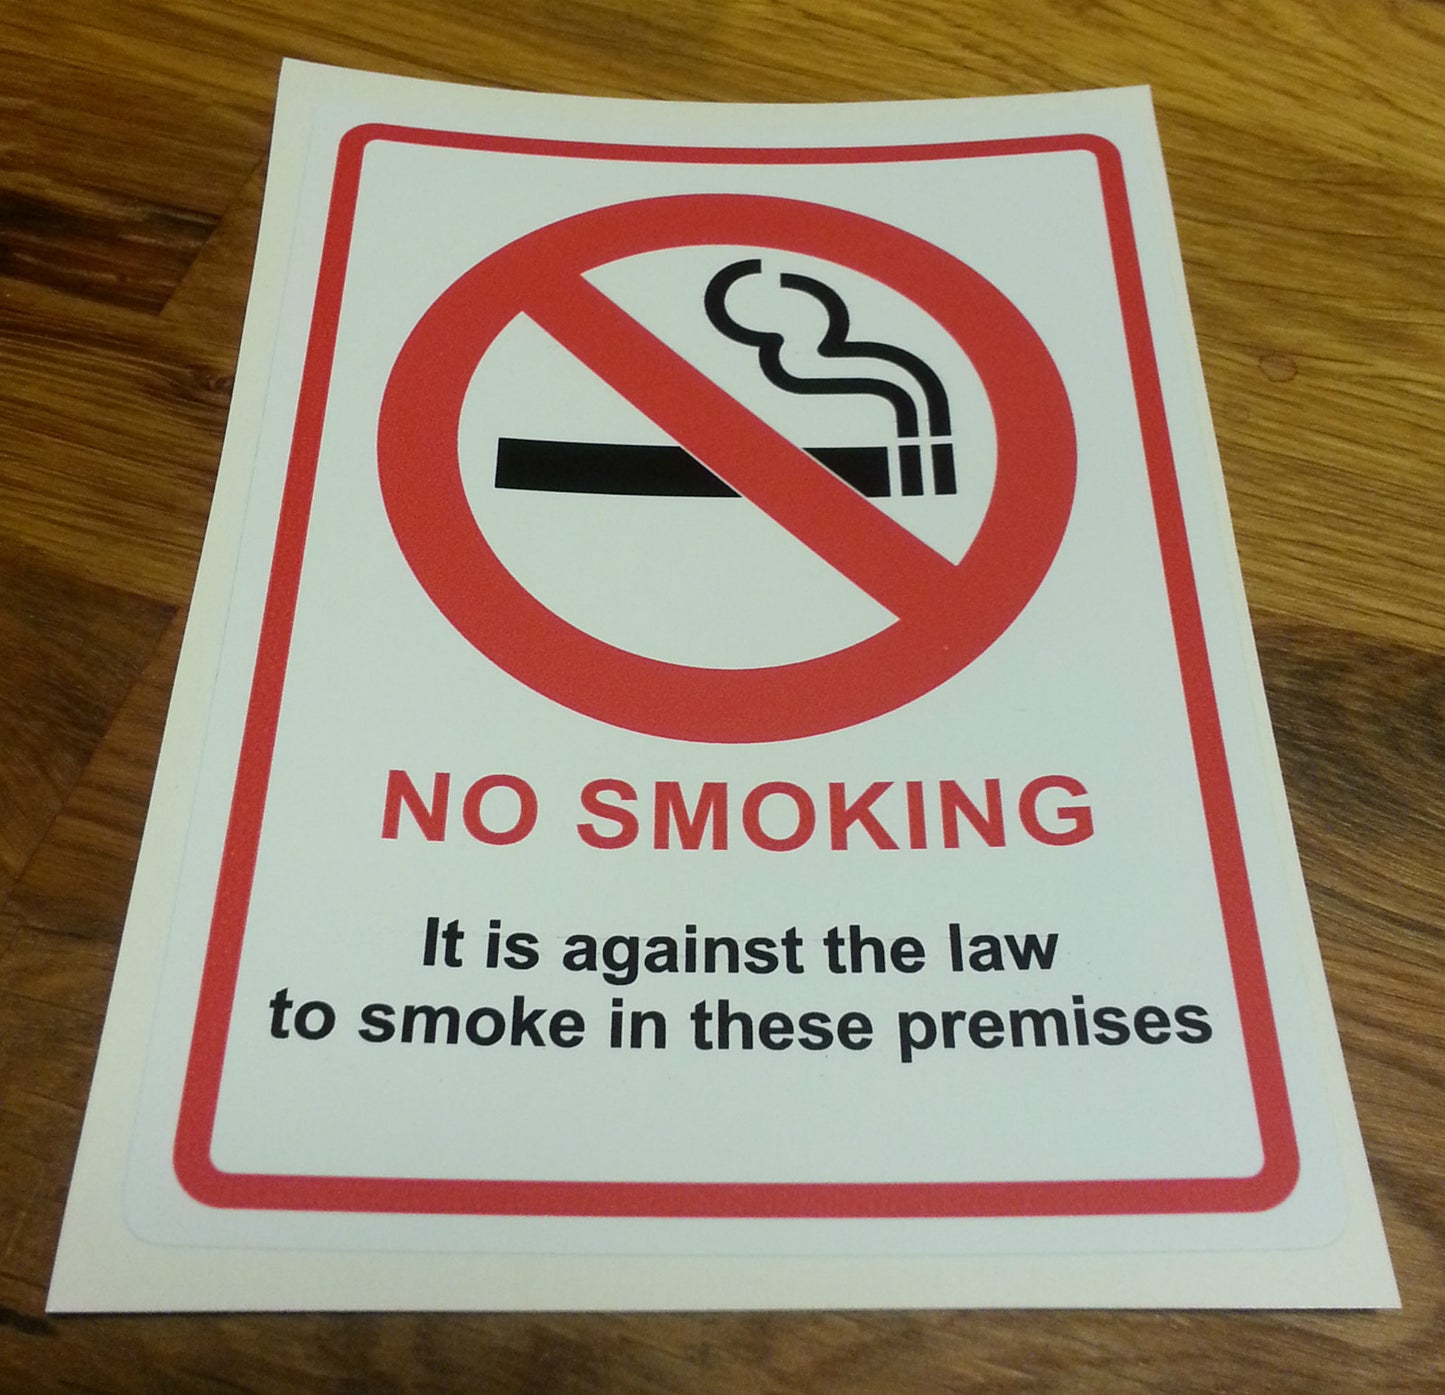 NO SMOKING
It is against the law
to smoke in these premises